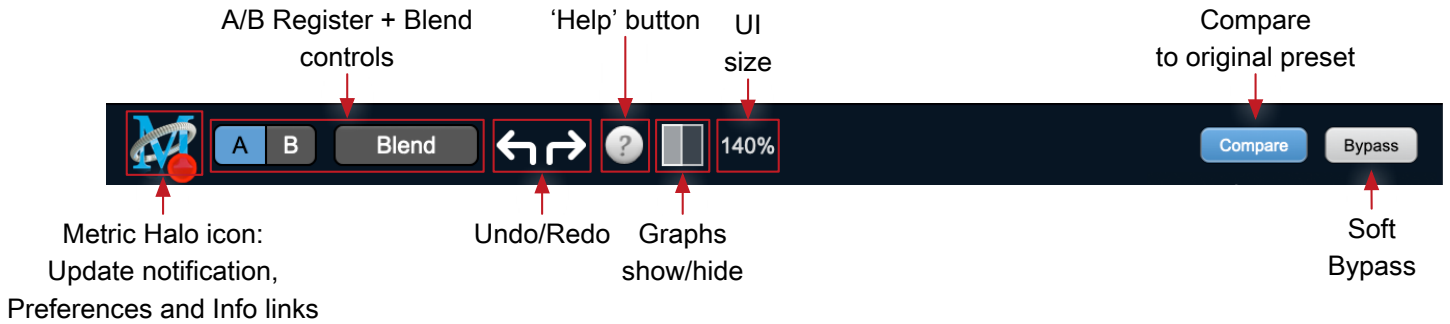 A/B Register + Blend
controls
‘Help’ button
UI
size
Compare
to original preset
A
B
Blend
?
140%
Compare
Bypass
Metric Halo icon:
Update notification,
Preferences and Info links
Undo/Redo
Graphs
show/hide
Soft
Bypass